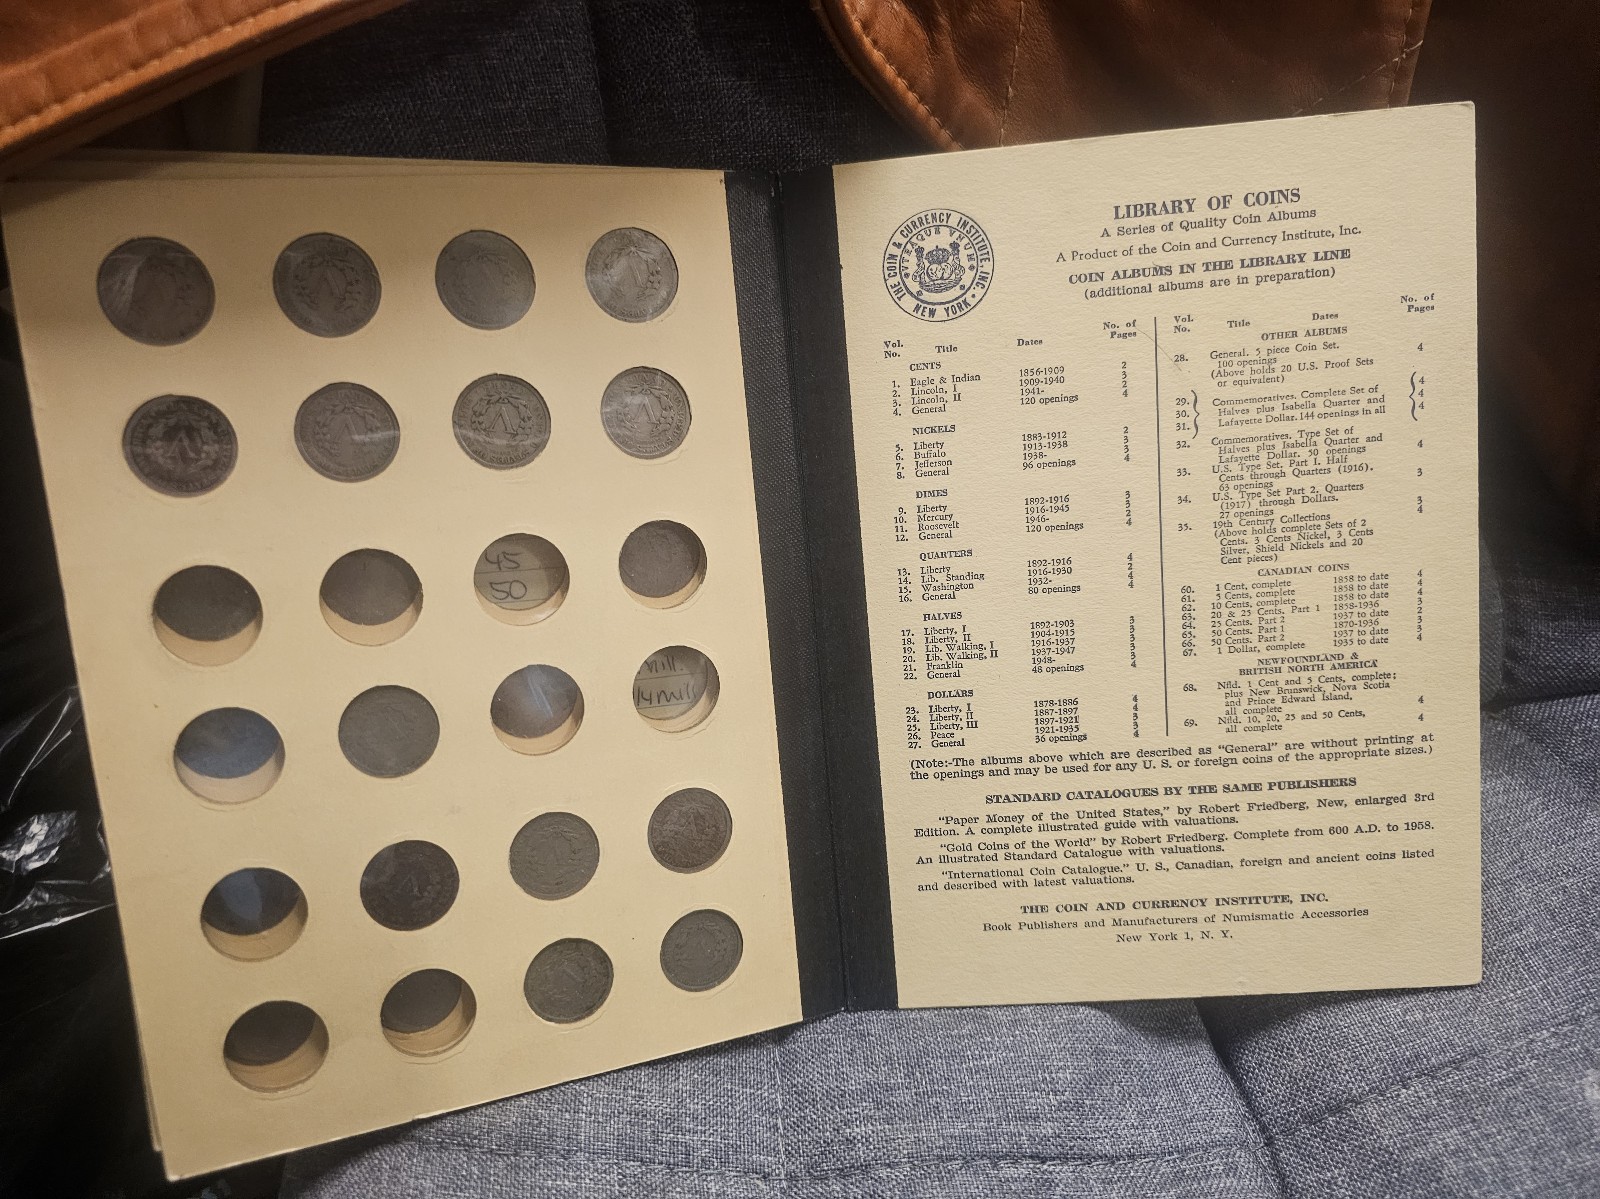 45
50
Mill.
14 mill
V
V
V
V
V
V
THE COIN & CURRENCY INSTITUTE, INC.
NEW YORK
LIBRARY OF COINS
A Series of Quality Coin Albums
A Product of the Coin and Currency Institute, Inc.
COIN ALBUMS IN THE LIBRARY LINE
(additional albums are in preparation)
Vol. No. Title Dates No. of Pages
CENTS
1. Eagle & Indian 1856-1909 2
2. Lincoln, I 1909-1940 3
3. Lincoln, II 1941- 2
4. General 120 openings 4
NICKELS
5. Liberty 1883-1912 2
6. Buffalo 1913-1938 3
7. Jefferson 1938- 3
8. General 96 openings 4
DIMES
9. Liberty 1892-1916 3
10. Mercury 1916-1945 3
11. Roosevelt 1946- 2
12. General 120 openings 4
QUARTERS
13. Liberty 1892-1916 4
14. Lib. Standing 1916-1930 2
15. Washington 1932- 4
16. General 80 openings 4
HALVES
17. Liberty, I 1892-1903 3
18. Liberty, II 1904-1915 3
19. Lib. Walking, I 1916-1937 3
20. Lib. Walking, II 1937-1947 3
21. Franklin 1948- 3
22. General 48 openings 4
DOLLARS
23. Liberty, I 1878-1886 4
24. Liberty, II 1887-1897 4
25. Liberty, III 1897-1921 3
26. Peace 1921-1935 3
27. General 36 openings 4
Vol. No. Title Dates No. of Pages
OTHER ALBUMS
28. General. 5 piece Coin Set. 4
100 openings
(Above holds 20 U.S. Proof Sets
or equivalent)
29. Commemoratives. Complete Set of 4
30. Halves plus Isabella Quarter and 4
31. Lafayette Dollar. 144 openings in all 4
32. Commemoratives. Type Set of
Halves plus Isabella Quarter and 4
Lafayette Dollar. 50 openings
33. U.S. Type Set. Part I. Half
Cents through Quarters (1916). 3
63 openings
34. U.S. Type Set Part 2. Quarters
(1917) through Dollars. 3
27 openings 4
35. 19th Century Collections
(Above holds complete Sets of 2
Cents, 3 Cents Nickel, 3 Cents
Silver, Shield Nickels and 20
Cent pieces)
CANADIAN COINS
60. 1 Cent, complete 1858 to date 4
61. 5 Cents, complete 1858 to date 4
62. 10 Cents, complete 1858 to date 4
63. 20 & 25 Cents. Part 1 1858-1936 3
64. 25 Cents. Part 2 1937 to date 2
65. 50 Cents. Part 1 1870-1936 3
66. 50 Cents. Part 2 1937 to date 3
67. 1 Dollar, complete 1935 to date 4
NEWFOUNDLAND &
BRITISH NORTH AMERICA
68. Nfld. 1 Cent and 5 Cents, complete;
plus New Brunswick, Nova Scotia
and Prince Edward Island, 4
all complete
69. Nfld. 10, 20, 25 and 50 Cents, 4
all complete
(Note:-The albums above which are described as "General" are without printing at
the openings and may be used for any U. S. or foreign coins of the appropriate sizes.)
STANDARD CATALOGUES BY THE SAME PUBLISHERS
"Paper Money of the United States," by Robert Friedberg, New, enlarged 3rd
Edition. A complete illustrated guide with valuations.
"Gold Coins of the World" by Robert Friedberg. Complete from 600 A.D. to 1958.
An illustrated Standard Catalogue with valuations.
"International Coin Catalogue." U. S., Canadian, foreign and ancient coins listed
and described with latest valuations.
THE COIN AND CURRENCY INSTITUTE, INC.
Book Publishers and Manufacturers of Numismatic Accessories
New York 1, N. Y.